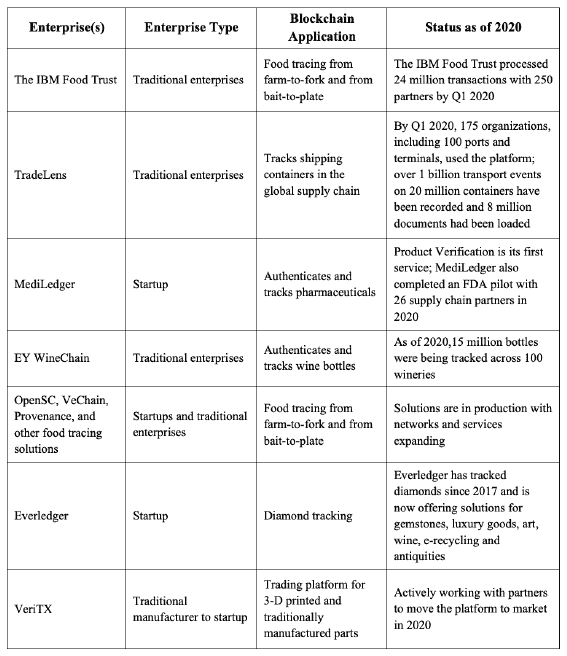 Enterprise(s)
Enterprise Type
Blockchain
Application
Status as of 2020
The IBM Food Trust
Traditional enterprises
Food tracing from
farm-to-fork and from
bait-to-plate
The IBM Food Trust processed
24 million transactions with 250
partners by Q1 2020
TradeLens
Traditional enterprises
Tracks shipping
containers in the
global supply chain
By Q1 2020, 175 organizations,
including 100 ports and
terminals, used the platform;
over 1 billion transport events
on 20 million containers have
been recorded and 8 million
documents had been loaded
MediLedger
Startup
Authenticates and
tracks pharmaceuticals
Product Verification is its first
service; MediLedger also
completed an FDA pilot with
26 supply chain partners in
2020
EY WineChain
Traditional enterprises
Authenticates and
tracks wine bottles
As of 2020,15 million bottles
were being tracked across 100
wineries
OpenSC, VeChain,
Provenance, and
other food tracing
solutions
Startups and traditional
enterprises
Food tracing from
farm-to-fork and from
bait-to-plate
Solutions are in production with
networks and services
expanding
Everledger
Startup
Diamond tracking
Everledger has tracked
diamonds since 2017 and is
now offering solutions for
gemstones, luxury goods, art,
wine, e-recycling and
antiquities
VeriTX
Traditional
manufacturer to startup
Trading platform for
3-D printed and
traditionally
manufactured parts
Actively working with partners
to move the platform to market
in 2020